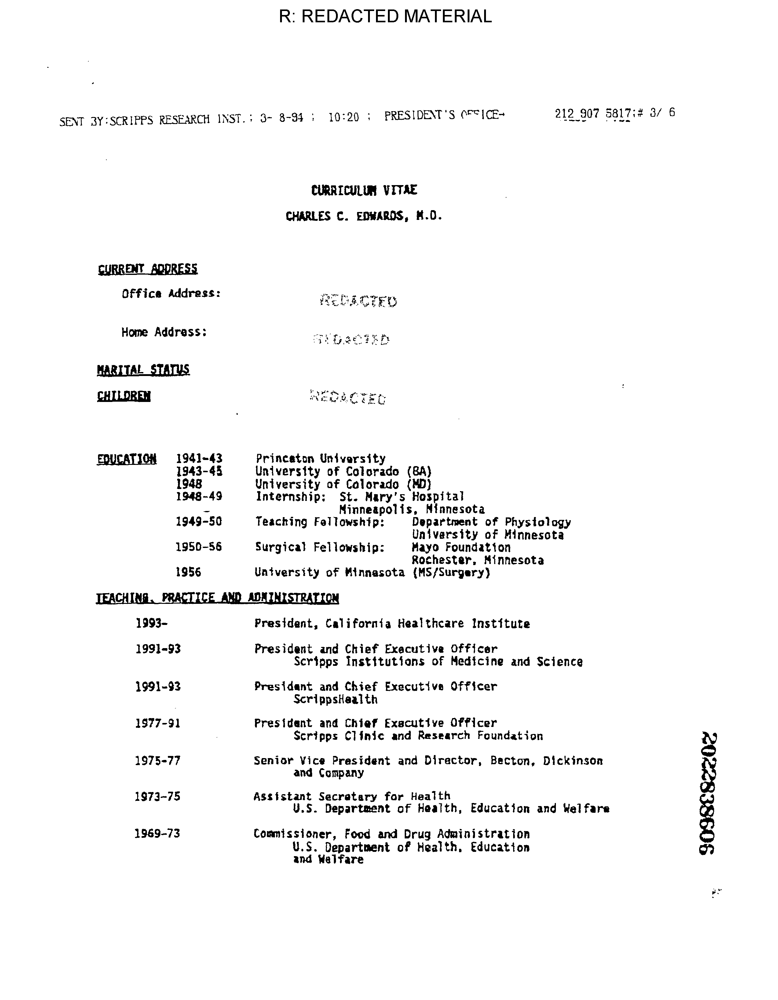 R: REDACTED MATERIAL
SENT BY:SCRIPPS RESEARCH INST. : 3- 8-94 ; 10:20 ; PRESIDENT'S OFFICE→ 212 907 5817;# 3/ 6
CURRICULUM VITAE
CHARLES C. EDWARDS, M.D.
CURRENT ADDRESS
Office Address: REDACTED
Home Address: REDACTED
MARITAL STATUS
CHILDREN REDACTED
EDUCATION 1941-43 Princeton University
1943-45 University of Colorado (BA)
1948 University of Colorado (MD)
1948-49 Internship: St. Mary's Hospital
Minneapolis, Minnesota
1949-50 Teaching Fellowship: Department of Physiology
University of Minnesota
1950-56 Surgical Fellowship: Mayo Foundation
Rochester, Minnesota
1956 University of Minnesota (MS/Surgery)
TEACHING, PRACTICE AND ADMINISTRATION
1993- President, California Healthcare Institute
1991-93 President and Chief Executive Officer
Scripps Institutions of Medicine and Science
1991-93 President and Chief Executive Officer
ScrippsHealth
1977-91 President and Chief Executive Officer
Scripps Clinic and Research Foundation
1975-77 Senior Vice President and Director, Becton, Dickinson
and Company
1973-75 Assistant Secretary for Health
U.S. Department of Health, Education and Welfare
1969-73 Commissioner, Food and Drug Administration
U.S. Department of Health, Education
and Welfare
2022838606